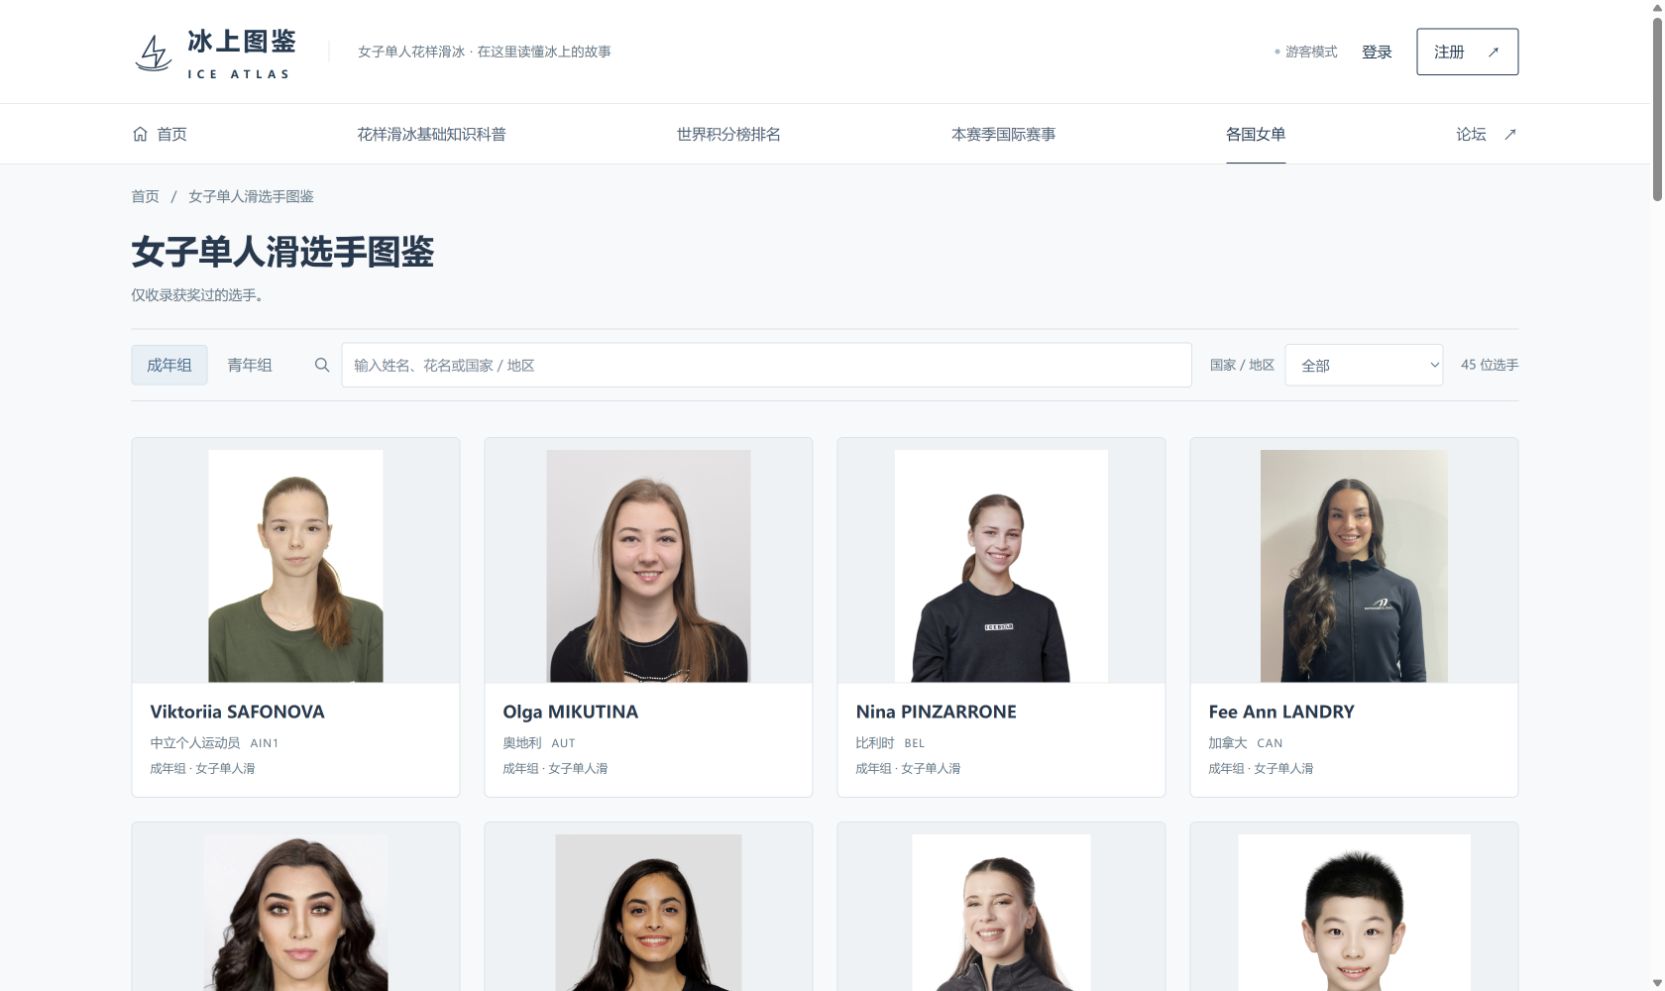 冰上图鉴
ICE ATLAS
女子单人花样滑冰 · 在这里读懂冰上的故事
游客模式
登录
注册 ↗
首页
花样滑冰基础知识科普
世界积分榜排名
本赛季国际赛事
各国女单
论坛 ↗
首页 / 女子单人滑选手图鉴
女子单人滑选手图鉴
仅收录获奖过的选手。
成年组
青年组
输入姓名、花名或国家 / 地区
国家 / 地区
全部
45 位选手
Viktoriia SAFONOVA
中立个人运动员 AIN1
成年组 · 女子单人滑
Olga MIKUTINA
奥地利 AUT
成年组 · 女子单人滑
Nina PINZARRONE
比利时 BEL
成年组 · 女子单人滑
Fee Ann LANDRY
加拿大 CAN
成年组 · 女子单人滑